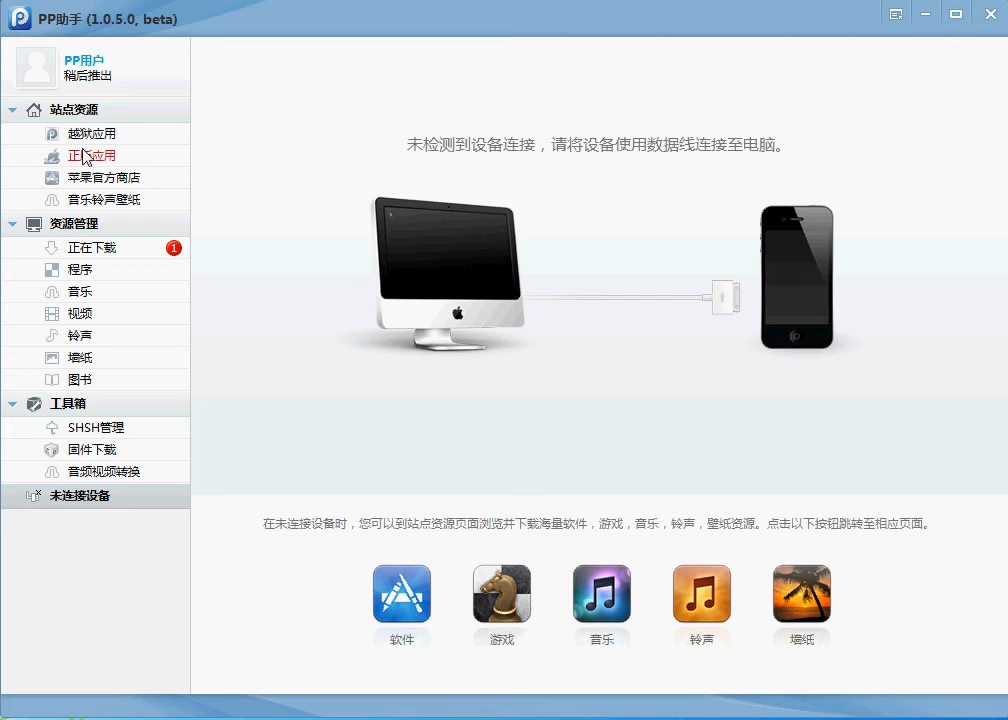 PP助手 (1.0.5.0, beta)
PP用户
稍后推出
站点资源
越狱应用
正版应用
苹果官方商店
音乐铃声壁纸
资源管理
正在下载 1
程序
音乐
视频
铃声
墙纸
图书
工具箱
SHSH管理
固件下载
音频视频转换
未连接设备
未检测到设备连接，请将设备使用数据线连接至电脑。
在未连接设备时，您可以到站点资源页面浏览并下载海量软件，游戏，音乐，铃声，壁纸资源。点击以下按钮跳转至相应页面。
软件 游戏 音乐 铃声 墙纸